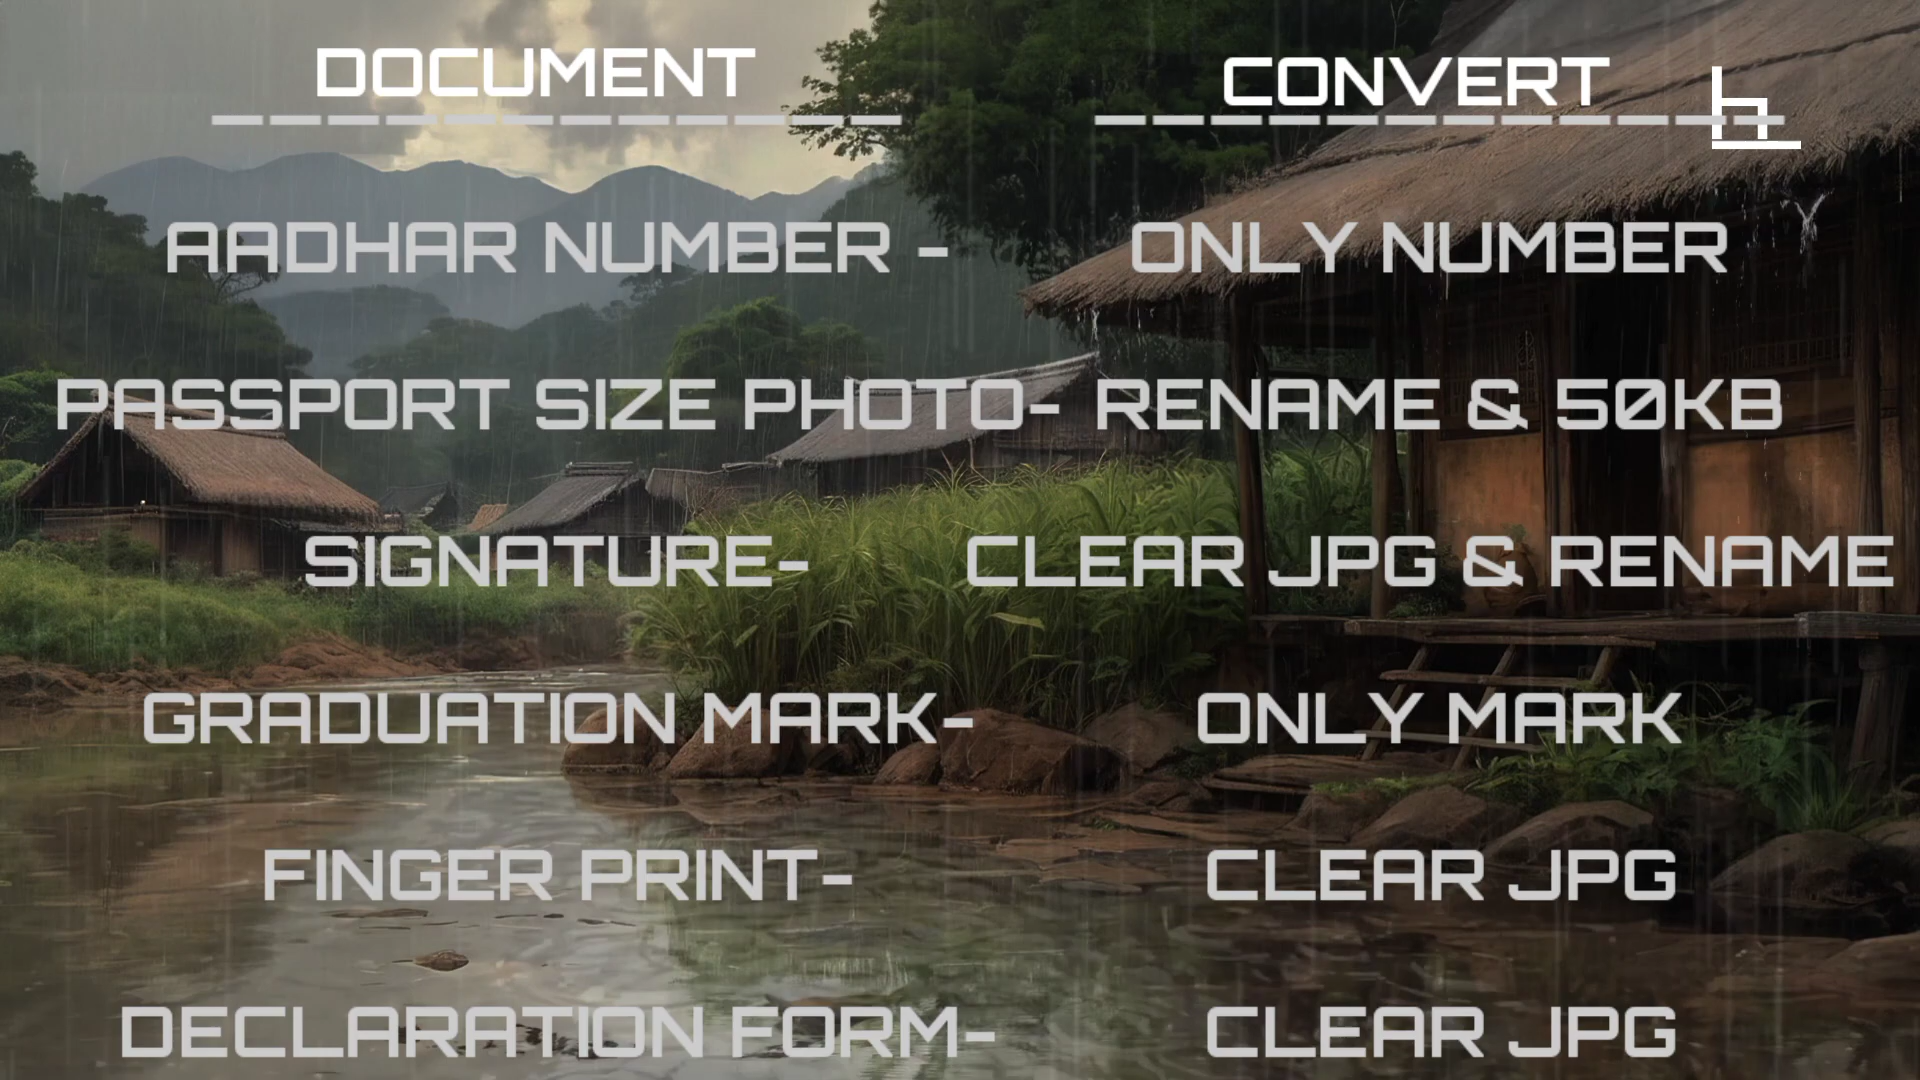 DOCUMENT CONVERT
AADHAR NUMBER - ONLY NUMBER
PASSPORT SIZE PHOTO- RENAME & 50KB
SIGNATURE- CLEAR JPG & RENAME
GRADUATION MARK- ONLY MARK
FINGER PRINT- CLEAR JPG
DECLARATION FORM- CLEAR JPG